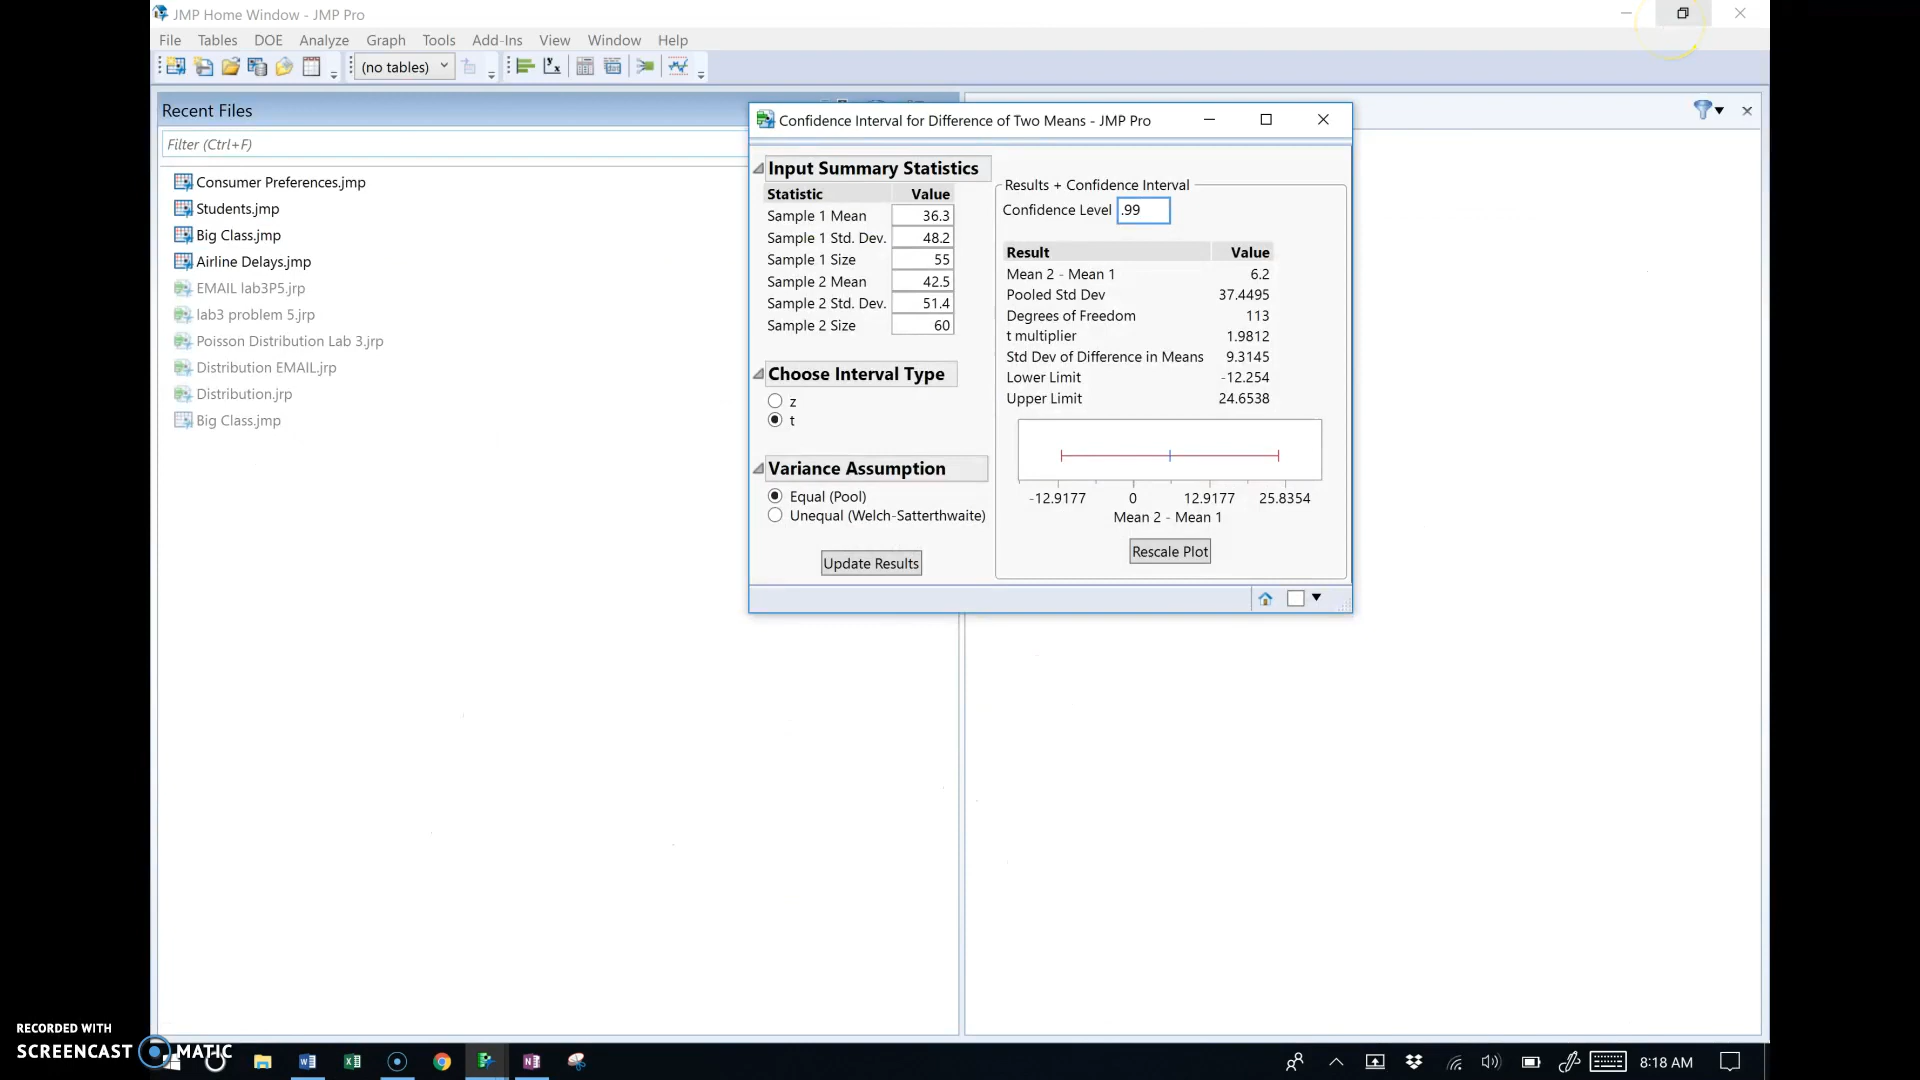 JMP Home Window - JMP Pro
File Tables DOE Analyze Graph Tools Add-Ins View Window Help
(no tables)
Recent Files
Filter (Ctrl+F)
Consumer Preferences.jmp
Students.jmp
Big Class.jmp
Airline Delays.jmp
EMAIL lab3P5.jrp
lab3 problem 5.jrp
Poisson Distribution Lab 3.jrp
Distribution EMAIL.jrp
Distribution.jrp
Big Class.jmp
Confidence Interval for Difference of Two Means - JMP Pro
Input Summary Statistics
Statistic Value
Sample 1 Mean 36.3
Sample 1 Std. Dev. 48.2
Sample 1 Size 55
Sample 2 Mean 42.5
Sample 2 Std. Dev. 51.4
Sample 2 Size 60
Choose Interval Type
z
t
Variance Assumption
Equal (Pool)
Unequal (Welch-Satterthwaite)
Update Results
Results + Confidence Interval
Confidence Level .99
Result Value
Mean 2 - Mean 1 6.2
Pooled Std Dev 37.4495
Degrees of Freedom 113
t multiplier 1.9812
Std Dev of Difference in Means 9.3145
Lower Limit -12.254
Upper Limit 24.6538
-12.9177 0 12.9177 25.8354
Mean 2 - Mean 1
Rescale Plot
RECORDED WITH
SCREENCAST MATIC
8:18 AM